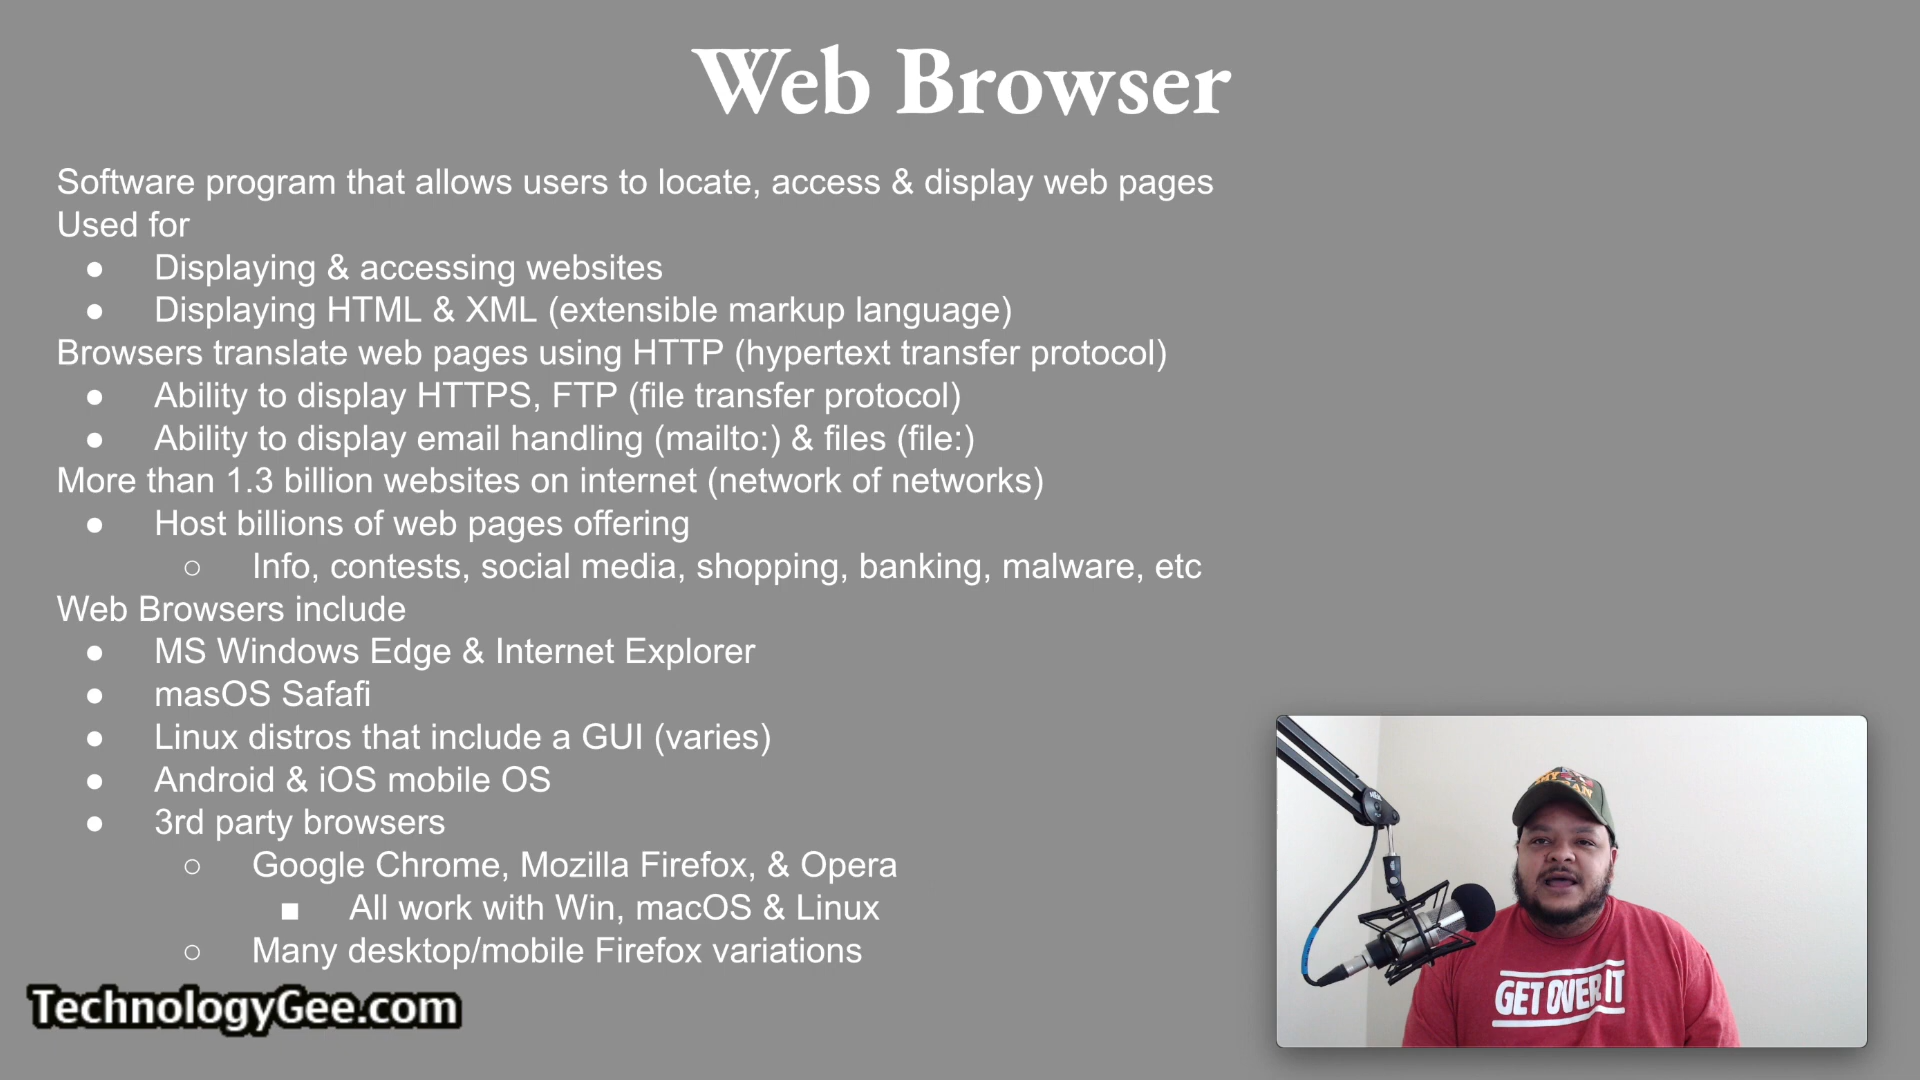 Web Browser
Software program that allows users to locate, access & display web pages
Used for
● Displaying & accessing websites
● Displaying HTML & XML (extensible markup language)
Browsers translate web pages using HTTP (hypertext transfer protocol)
● Ability to display HTTPS, FTP (file transfer protocol)
● Ability to display email handling (mailto:) & files (file:)
More than 1.3 billion websites on internet (network of networks)
● Host billions of web pages offering
○ Info, contests, social media, shopping, banking, malware, etc
Web Browsers include
● MS Windows Edge & Internet Explorer
● masOS Safafi
● Linux distros that include a GUI (varies)
● Android & iOS mobile OS
● 3rd party browsers
○ Google Chrome, Mozilla Firefox, & Opera
■ All work with Win, macOS & Linux
○ Many desktop/mobile Firefox variations
TechnologyGee.com
GET OVER IT